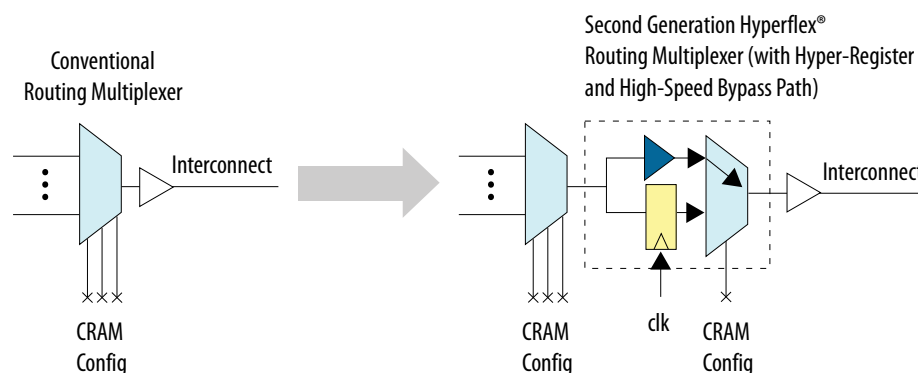 Conventional
Routing Multiplexer
Interconnect
CRAM
Config
Second Generation Hyperflex®
Routing Multiplexer (with Hyper-Register
and High-Speed Bypass Path)
Interconnect
CRAM
Config
clk
CRAM
Config